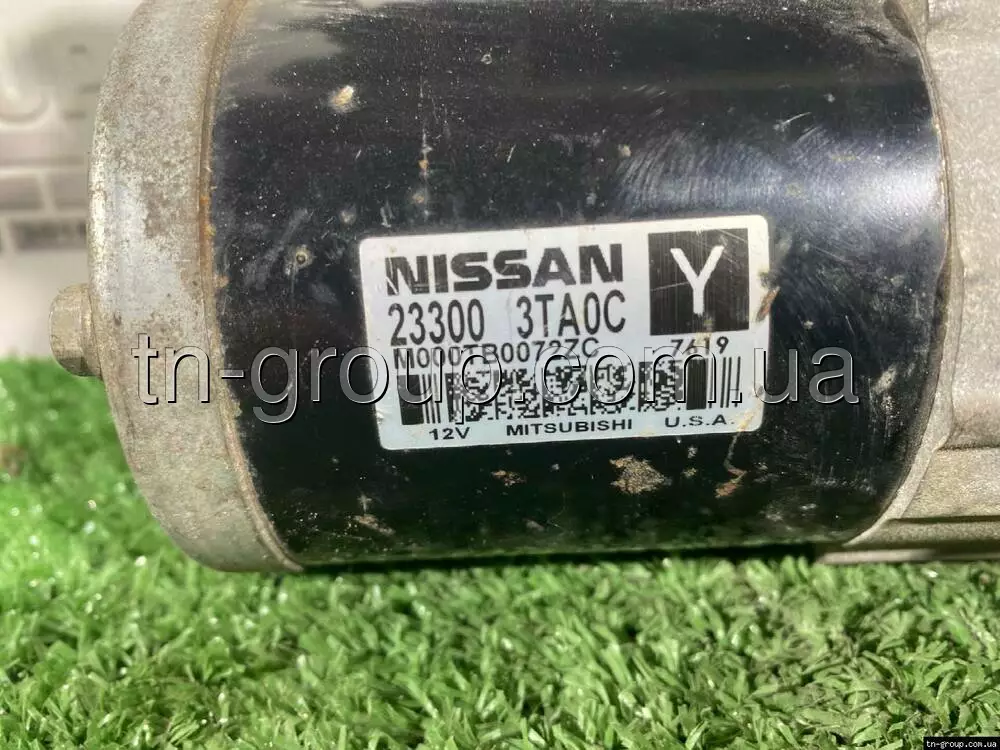 NISSAN Y
23300 3TA0C
M000TB0072ZC 7619
12V MITSUBISHI U.S.A.
tn-group.com.ua
tn-group.com.ua